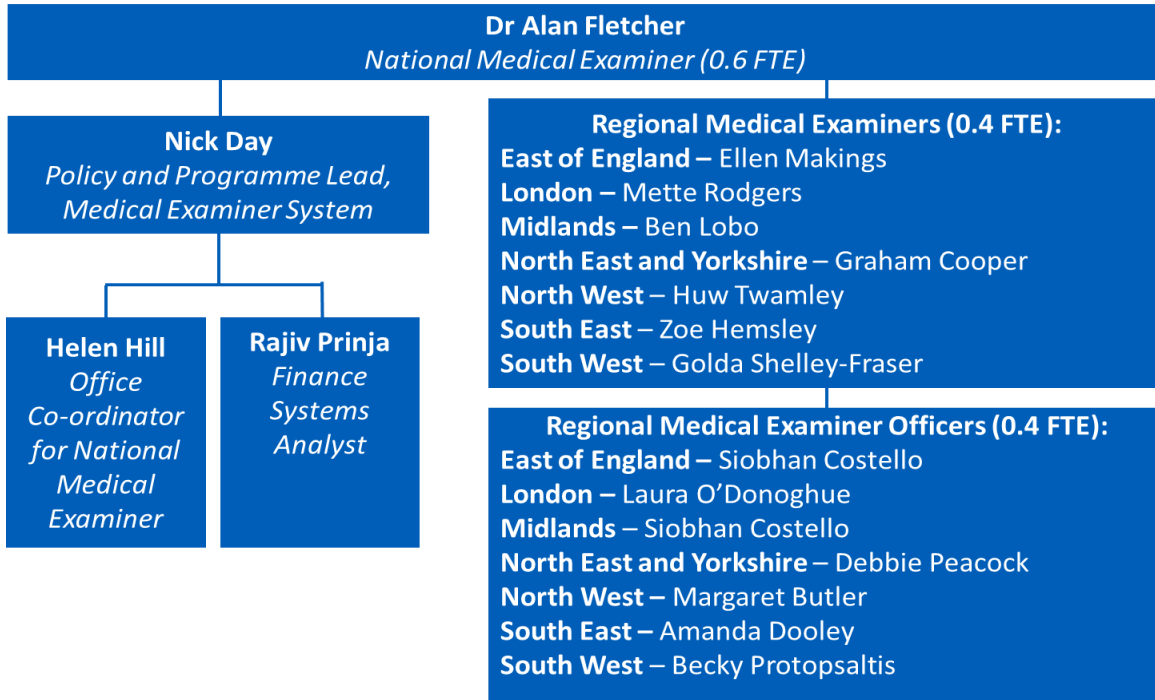 Dr Alan Fletcher
National Medical Examiner (0.6 FTE)
Nick Day
Policy and Programme Lead,
Medical Examiner System
Helen Hill
Office
Co-ordinator
for National
Medical
Examiner
Rajiv Prinja
Finance
Systems
Analyst
Regional Medical Examiners (0.4 FTE):
East of England – Ellen Makings
London – Mette Rodgers
Midlands – Ben Lobo
North East and Yorkshire – Graham Cooper
North West – Huw Twamley
South East – Zoe Hemsley
South West – Golda Shelley-Fraser
Regional Medical Examiner Officers (0.4 FTE):
East of England – Siobhan Costello
London – Laura O’Donoghue
Midlands – Siobhan Costello
North East and Yorkshire – Debbie Peacock
North West – Margaret Butler
South East – Amanda Dooley
South West – Becky Protopsaltis